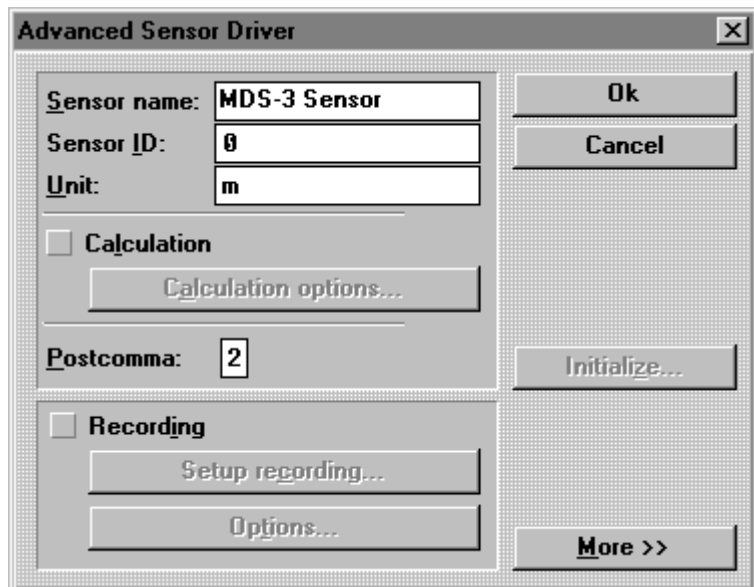 Advanced Sensor Driver
Sensor name: MDS-3 Sensor
Sensor ID: 0
Unit: m
Calculation
Calculation options...
Postcomma: 2
Recording
Setup recording...
Options...
Ok
Cancel
Initialize...
More >>